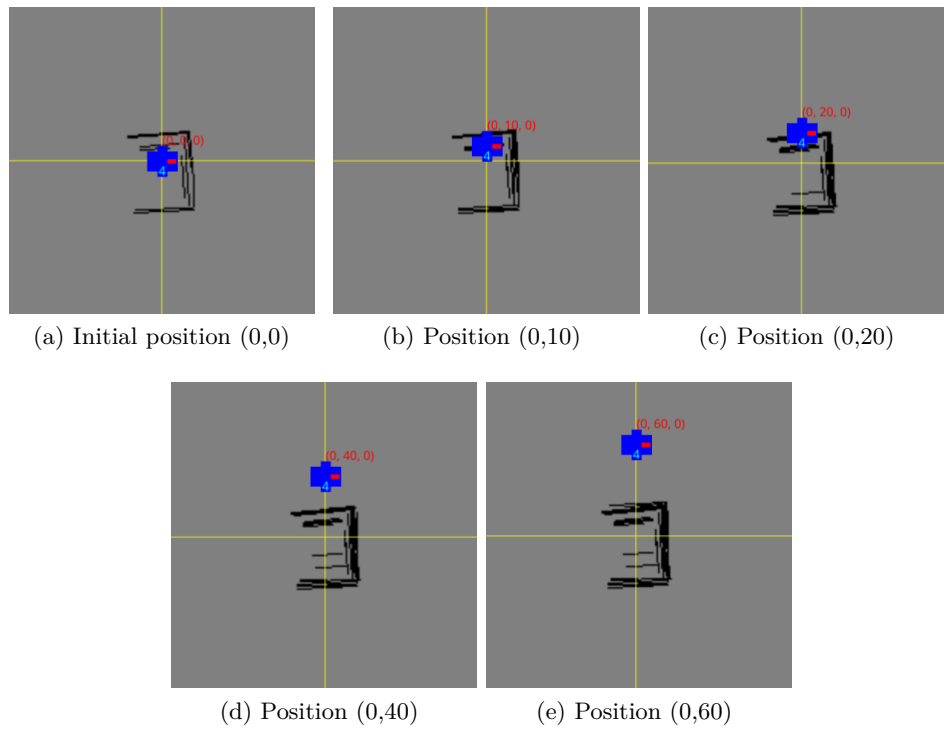 (0, 0, 0)
4
(0, 10, 0)
4
(0, 20, 0)
4
(a) Initial position (0,0)
(b) Position (0,10)
(c) Position (0,20)
(0, 40, 0)
4
(0, 60, 0)
4
(d) Position (0,40)
(e) Position (0,60)